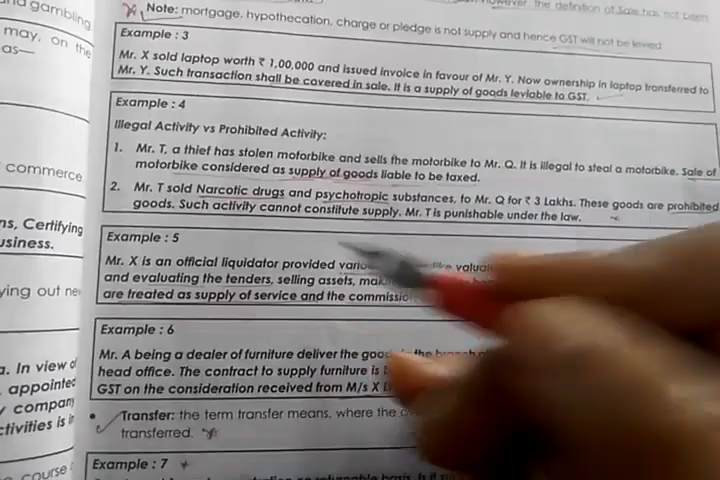 nd gambling
may, on the
as—
commerce
ns, Certifying
usiness.
ying out ne
a. In view of
appointed
company
ctivities is i
course
however, the definition of Sale has not been
Note: mortgage, hypothecation, charge or pledge is not supply and hence GST will not be levied
Example : 3
Mr. X sold laptop worth ₹ 1,00,000 and issued invoice in favour of Mr. Y. Now ownership in laptop transferred to
Mr. Y. Such transaction shall be covered in sale. It is a supply of goods leviable to GST.
Example : 4
Illegal Activity vs Prohibited Activity:
1. Mr. T, a thief has stolen motorbike and sells the motorbike to Mr. Q. It is illegal to steal a motorbike. Sale of
motorbike considered as supply of goods liable to be taxed.
2. Mr. T sold Narcotic drugs and psychotropic substances, to Mr. Q for ₹ 3 Lakhs. These goods are prohibited
goods. Such activity cannot constitute supply. Mr. T is punishable under the law.
Example : 5
Mr. X is an official liquidator provided
and evaluating the tenders, selling assets,
are treated as supply of service and the
Example : 6
Mr. A being a dealer of furniture deliver the
head office. The contract to supply furniture is
GST on the consideration received from M/s X
• Transfer: the term transfer means, where the
transferred.
Example : 7